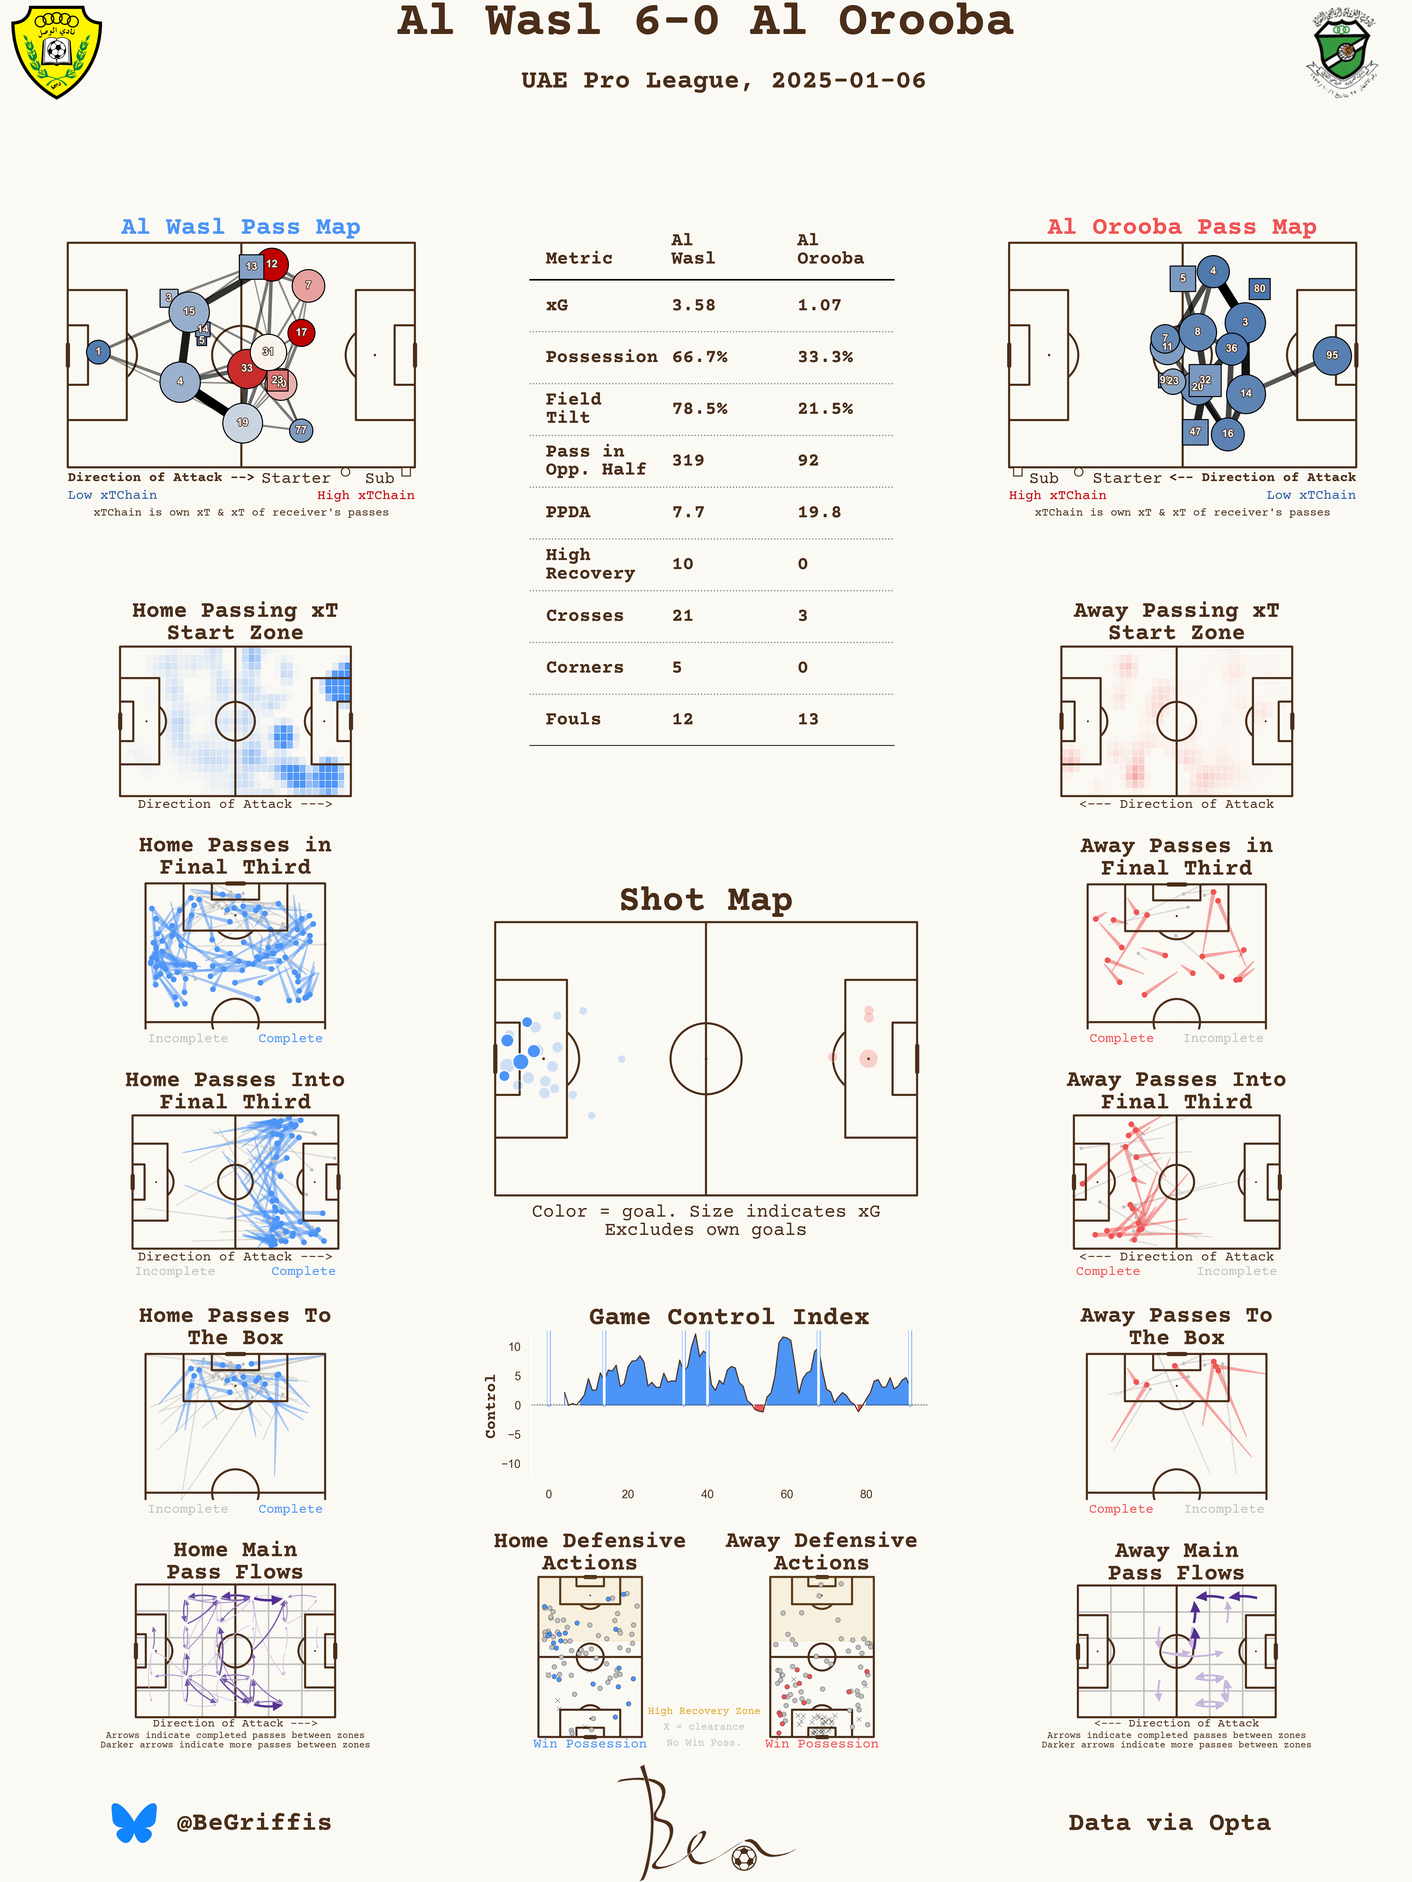 Al Wasl 6-0 Al Orooba
UAE Pro League, 2025-01-06
نادي الوصل
Al Wasl Pass Map
13
12
7
3
15
14
5
17
1
31
33
4
23
10
19
77
Direction of Attack --> Starter Sub
Low xTChain High xTChain
xTChain is own xT & xT of receiver's passes
Metric Al Wasl Al Orooba
xG 3.58 1.07
Possession 66.7% 33.3%
Field Tilt 78.5% 21.5%
Pass in Opp. Half 319 92
PPDA 7.7 19.8
High Recovery 10 0
Crosses 21 3
Corners 5 0
Fouls 12 13
Al Orooba Pass Map
5
4
80
3
8
7
11
36
95
23
32
20
14
47
16
Sub Starter <-- Direction of Attack
High xTChain Low xTChain
xTChain is own xT & xT of receiver's passes
Home Passing xT
Start Zone
Direction of Attack --->
Away Passing xT
Start Zone
<--- Direction of Attack
Home Passes in
Final Third
Incomplete Complete
Away Passes in
Final Third
Complete Incomplete
Shot Map
Color = goal. Size indicates xG
Excludes own goals
Home Passes Into
Final Third
Direction of Attack --->
Incomplete Complete
Away Passes Into
Final Third
<--- Direction of Attack
Complete Incomplete
Home Passes To
The Box
Incomplete Complete
Game Control Index
Control
10
5
0
−5
−10
0 20 40 60 80
Away Passes To
The Box
Complete Incomplete
Home Main
Pass Flows
Direction of Attack --->
Arrows indicate completed passes between zones
Darker arrows indicate more passes between zones
Home Defensive
Actions
Win Possession
High Recovery Zone
X = clearance
No Win Poss.
Away Defensive
Actions
Win Possession
Away Main
Pass Flows
<--- Direction of Attack
Arrows indicate completed passes between zones
Darker arrows indicate more passes between zones
@BeGriffis
Ben
Data via Opta